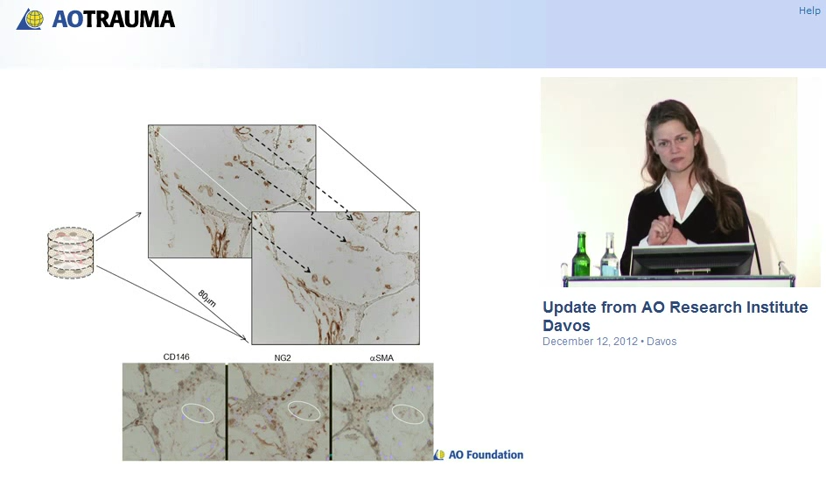 Help
AOTRAUMA
80μm
CD146
NG2
αSMA
AO Foundation
Update from AO Research Institute
Davos
December 12, 2012 • Davos